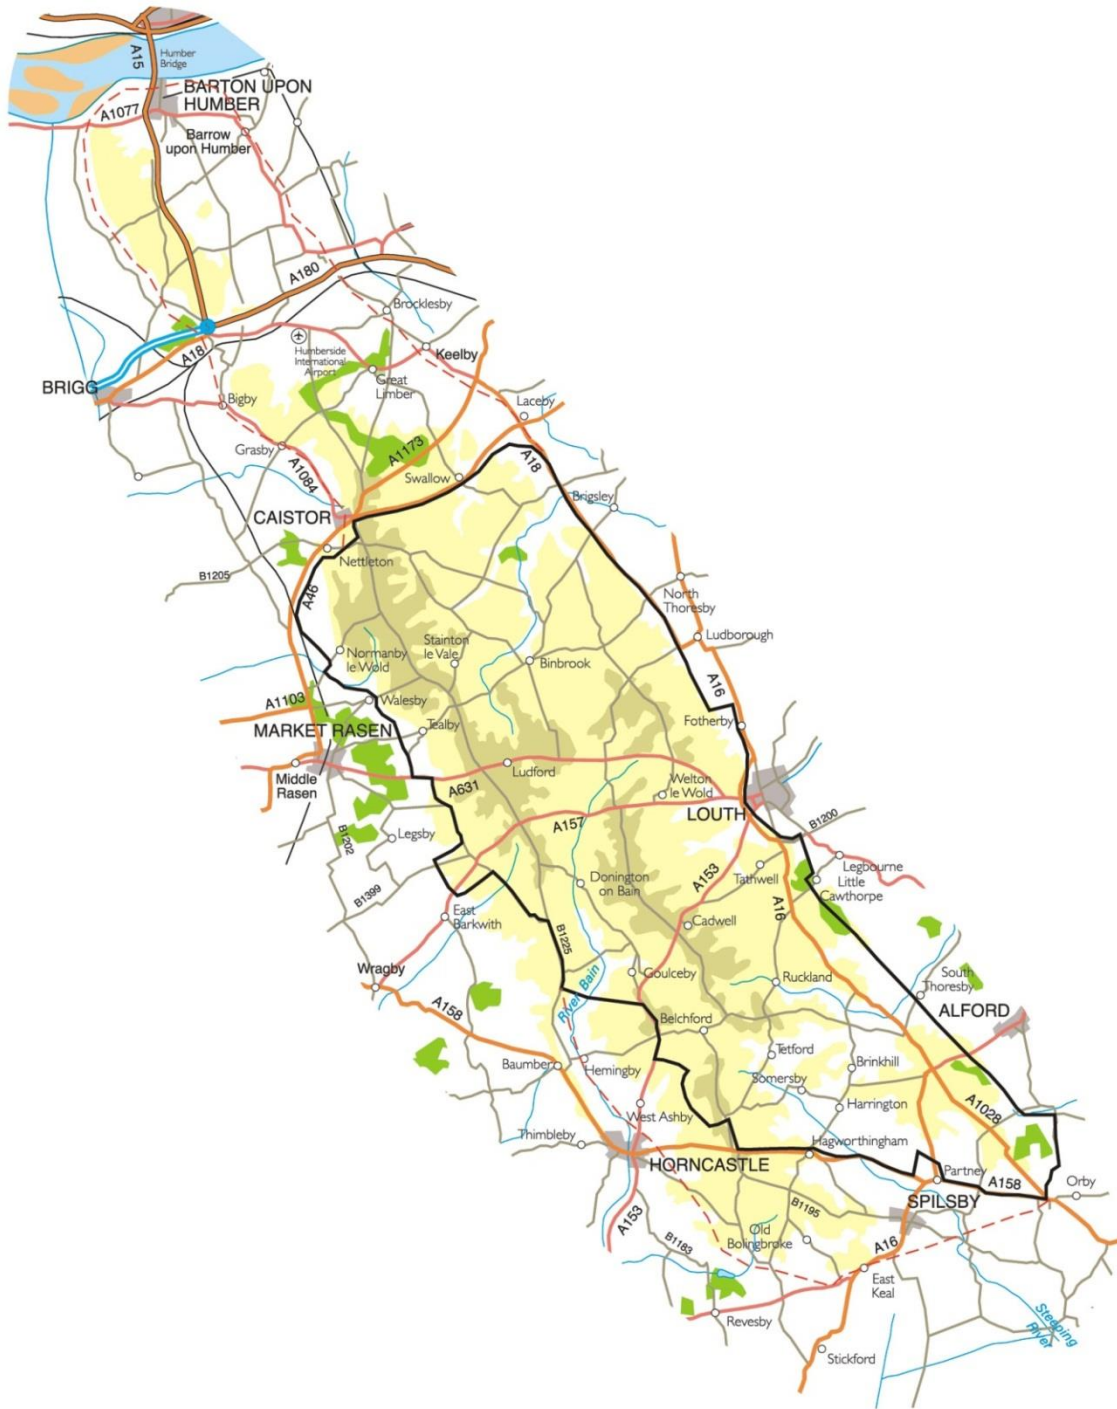 A15
Humber
Bridge
BARTON UPON
HUMBER
A1077
Barrow
upon Humber
A180
Brocklesby
A18
Humberside
International
Airport
Keelby
BRIGG
Great
Limber
Bigby
Laceby
Grasby
A1173
A18
A1084
Swallow
Brigsley
CAISTOR
Nettleton
B1205
A46
North
Thoresby
Ludborough
Normanby
le Wold
Stainton
le Vale
Binbrook
A16
A1103
Walesby
Fotherby
MARKET RASEN
Tealby
Middle
Rasen
Ludford
A631
Welton
le Wold
LOUTH
A157
B1200
B1202
Legsby
Legbourne
Little
Cawthorpe
A153
Tathwell
Donington
on Bain
B1399
A16
East
Barkwith
Cadwell
B1225
Wragby
River Bain
Goulceby
Ruckland
South
Thoresby
A158
ALFORD
Belchford
Tetford
Brinkhill
Baumber
Hemingby
Somersby
West Ashby
Harrington
A1028
Thimbleby
Hagworthingham
HORNCASTLE
Partney
A158
Orby
SPILSBY
A153
B1195
B1183
Old
Bolingbroke
A16
East
Keal
Revesby
Steeping
River
Stickford